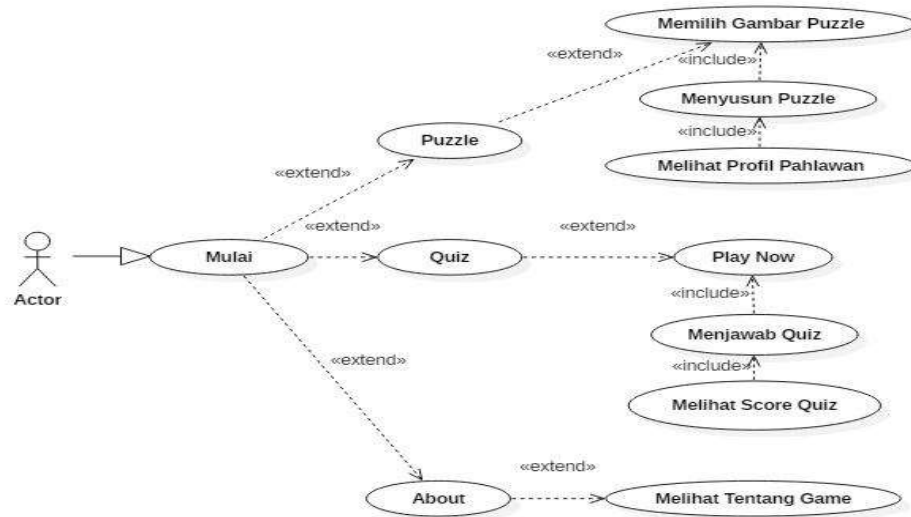 Memilih Gambar Puzzle
«extend»
«include»
Menyusun Puzzle
«include»
Puzzle
Melihat Profil Pahlawan
«extend»
«extend»
«extend»
Mulai
Quiz
Play Now
Actor
«include»
Menjawab Quiz
«extend»
«include»
Melihat Score Quiz
«extend»
About
Melihat Tentang Game